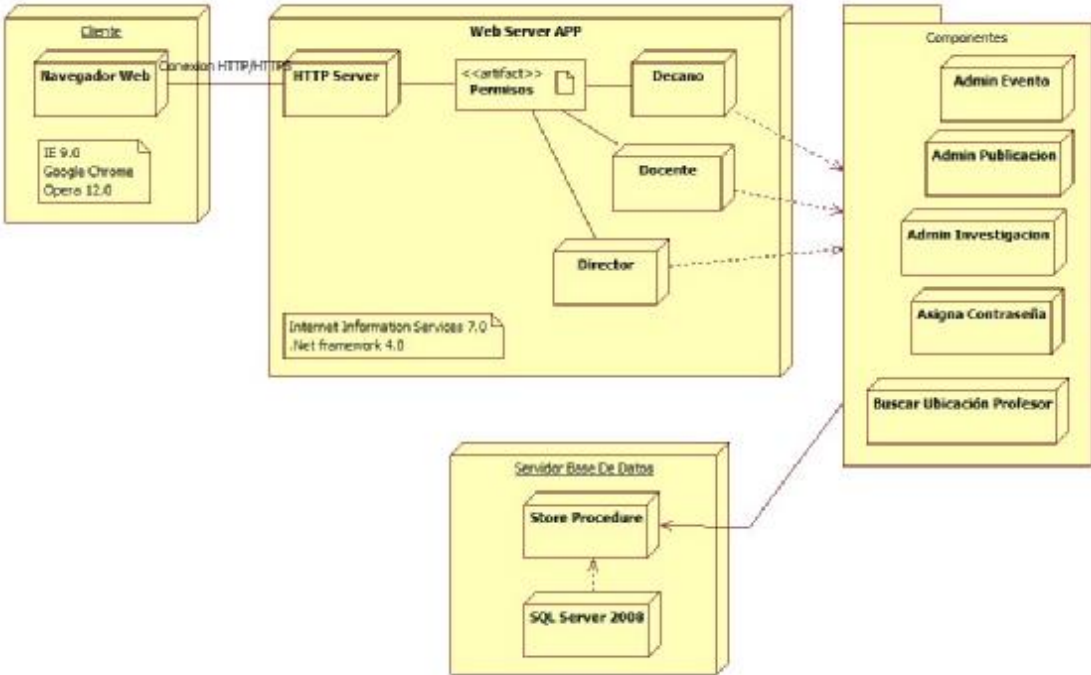 Cliente
Navegador Web
Conexion HTTP/HTTPS
IE 9.0
Google Chrome
Opera 12.0
Web Server APP
HTTP Server
<<artifact>>
Permisos
Decano
Docente
Director
Internet Information Services 7.0
.Net framework 4.0
Componentes
Admin Evento
Admin Publicacion
Admin Investigacion
Asigna Contraseña
Buscar Ubicación Profesor
Servidor Base De Datos
Store Procedure
SQL Server 2008